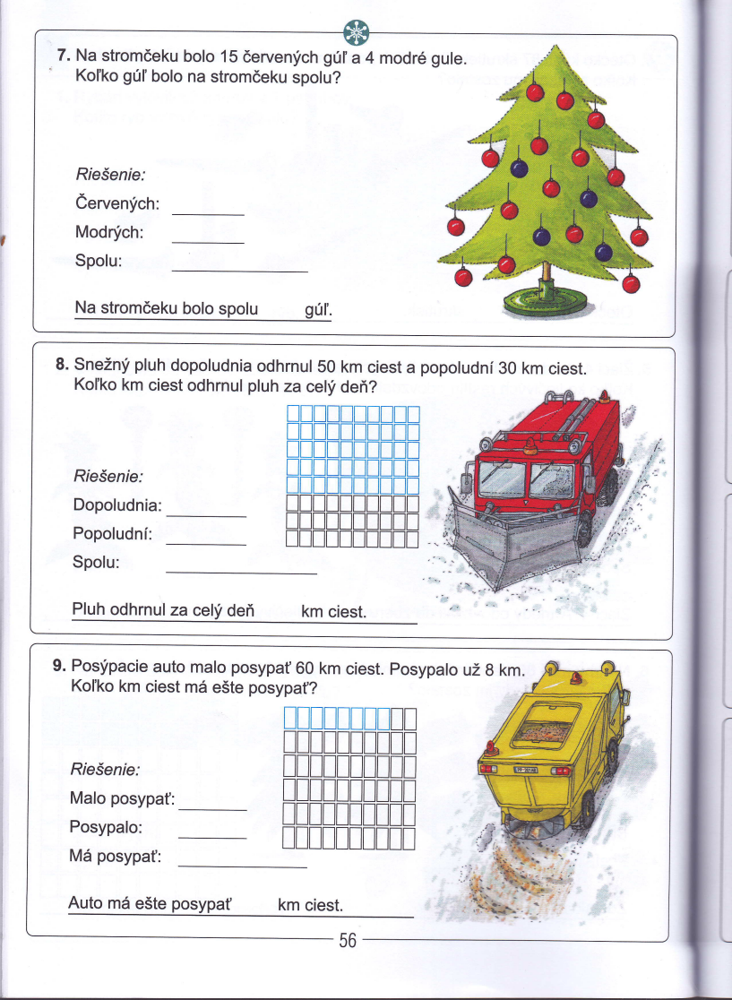 7. Na stromčeku bolo 15 červených gúľ a 4 modré gule.
Koľko gúľ bolo na stromčeku spolu?
Riešenie:
Červených:
Modrých:
Spolu:
Na stromčeku bolo spolu gúľ.
8. Snežný pluh dopoludnia odhrnul 50 km ciest a popoludní 30 km ciest.
Koľko km ciest odhrnul pluh za celý deň?
Riešenie:
Dopoludnia:
Popoludní:
Spolu:
Pluh odhrnul za celý deň km ciest.
9. Posýpacie auto malo posypať 60 km ciest. Posypalo už 8 km.
Koľko km ciest má ešte posypať?
Riešenie:
Malo posypať:
Posypalo:
Má posypať:
Auto má ešte posypať km ciest.
56